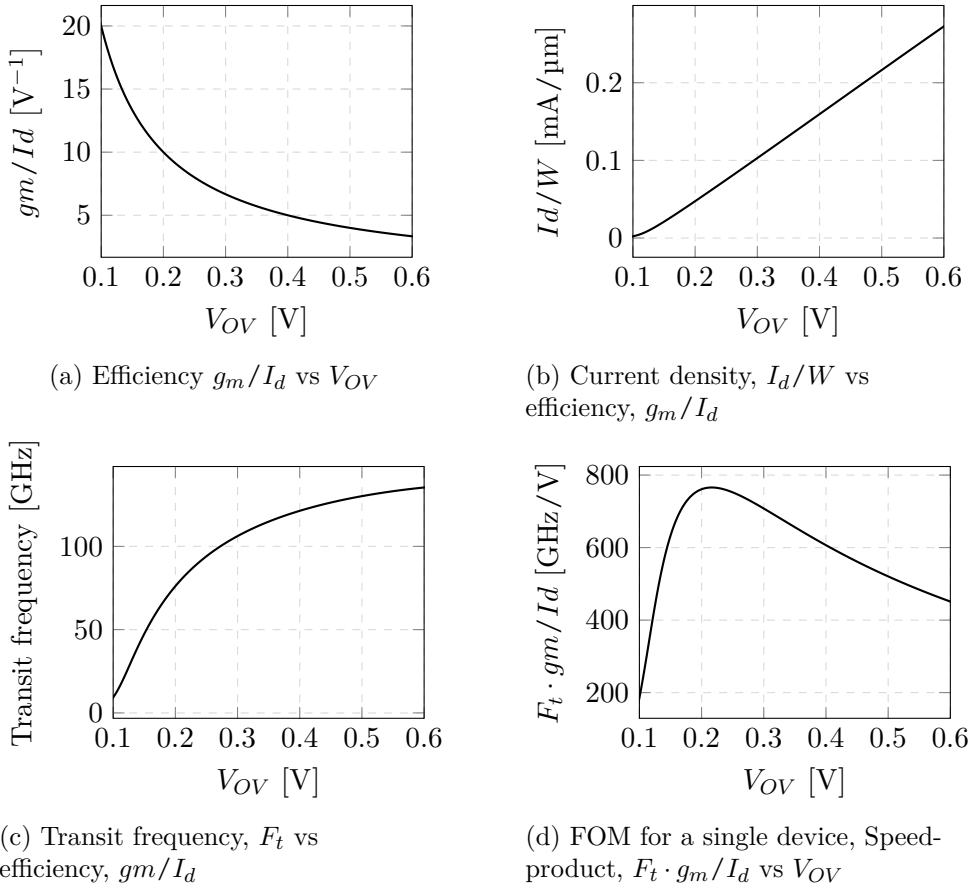 20
15
10
5
gm/Id [V⁻¹]
0.1 0.2 0.3 0.4 0.5 0.6
V_OV [V]
(a) Efficiency g_m/I_d vs V_OV
0.2
0.1
0
Id/W [mA/µm]
0.1 0.2 0.3 0.4 0.5 0.6
V_OV [V]
(b) Current density, I_d/W vs
efficiency, g_m/I_d
100
50
0
Transit frequency [GHz]
0.1 0.2 0.3 0.4 0.5 0.6
V_OV [V]
(c) Transit frequency, F_t vs
efficiency, gm/I_d
800
600
400
200
F_t · gm/Id [GHz/V]
0.1 0.2 0.3 0.4 0.5 0.6
V_OV [V]
(d) FOM for a single device, Speed-
product, F_t · g_m/I_d vs V_OV